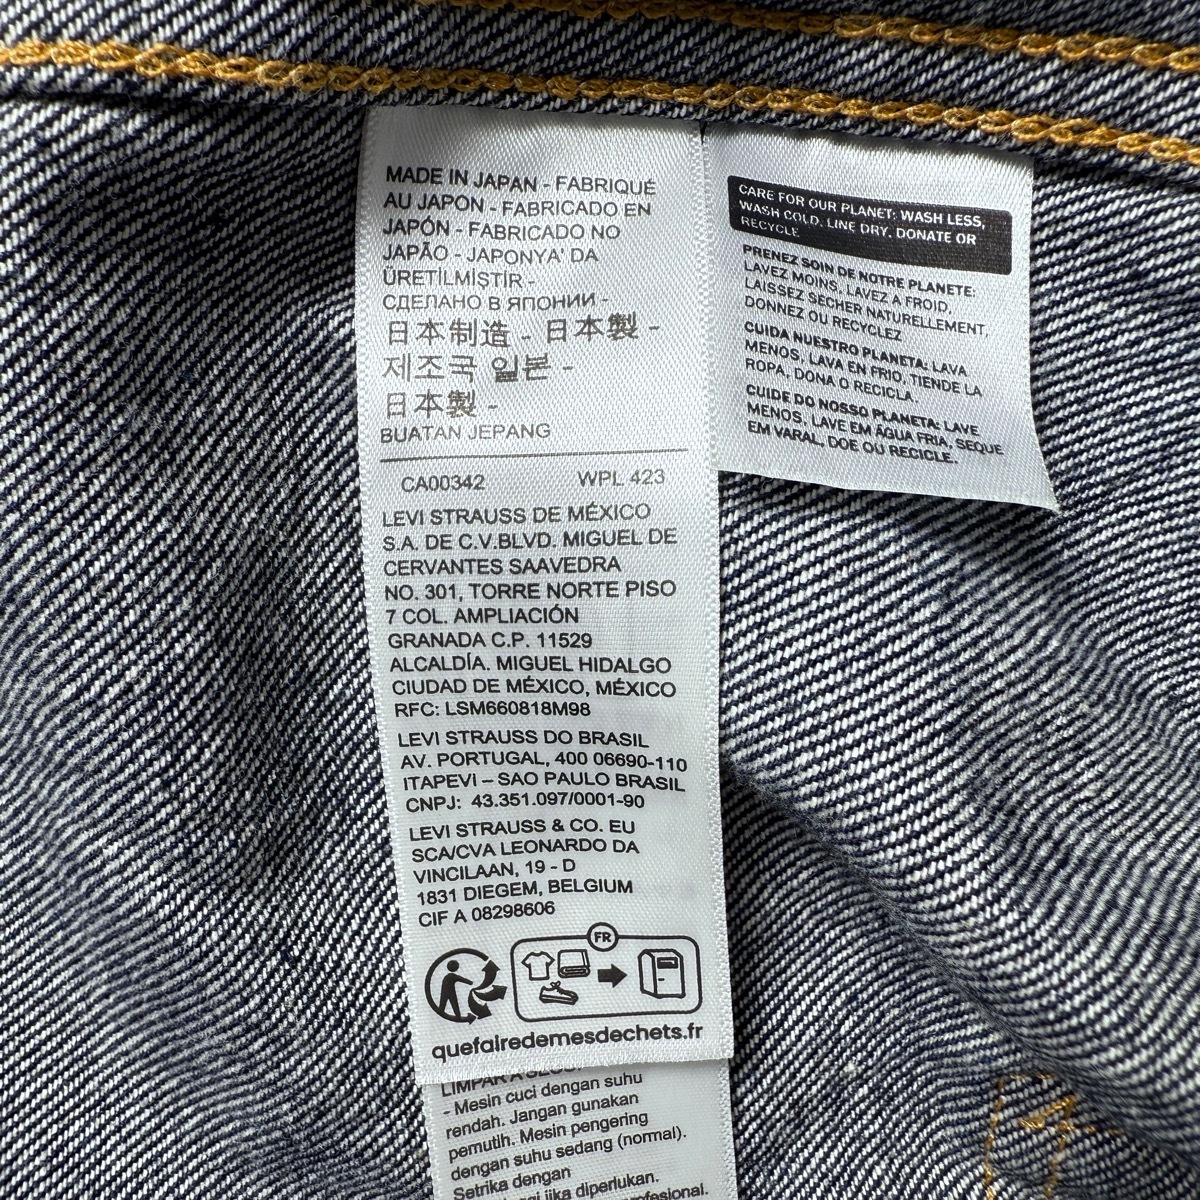 MADE IN JAPAN - FABRIQUÉ
AU JAPON - FABRICADO EN
JAPÓN - FABRICADO NO
JAPÃO - JAPONYA' DA
ÜRETİLMİSTİR -
СДЕЛАНО В ЯПОНИИ -
日本制造 - 日本製 -
제조국 일본 -
日本製 -
BUATAN JEPANG
CA00342 WPL 423
LEVI STRAUSS DE MÉXICO
S.A. DE C.V.BLVD. MIGUEL DE
CERVANTES SAAVEDRA
NO. 301, TORRE NORTE PISO
7 COL. AMPLIACIÓN
GRANADA C.P. 11529
ALCALDÍA. MIGUEL HIDALGO
CIUDAD DE MÉXICO, MÉXICO
RFC: LSM660818M98
LEVI STRAUSS DO BRASIL
AV. PORTUGAL, 400 06690-110
ITAPEVI – SAO PAULO BRASIL
CNPJ: 43.351.097/0001-90
LEVI STRAUSS & CO. EU
SCA/CVA LEONARDO DA
VINCILAAN, 19 - D
1831 DIEGEM, BELGIUM
CIF A 08298606
FR
quefairedemesdechets.fr
LIMPAR A
- Mesin cuci dengan suhu
rendah. Jangan gunakan
pemutih. Mesin pengering
dengan suhu sedang (normal).
Setrika dengan
jika diperlukan.
CARE FOR OUR PLANET: WASH LESS,
WASH COLD, LINE DRY, DONATE OR
RECYCLE
PRENEZ SOIN DE NOTRE PLANETE:
LAVEZ MOINS, LAVEZ A FROID,
LAISSEZ SECHER NATURELLEMENT,
DONNEZ OU RECYCLEZ
CUIDA NUESTRO PLANETA: LAVA
MENOS, LAVA EN FRIO, TIENDE LA
ROPA, DONA O RECICLA.
CUIDE DO NOSSO PLANETA: LAVE
MENOS, LAVE EM ÁGUA FRIA, SEQUE
EM VARAL, DOE OU RECICLE.